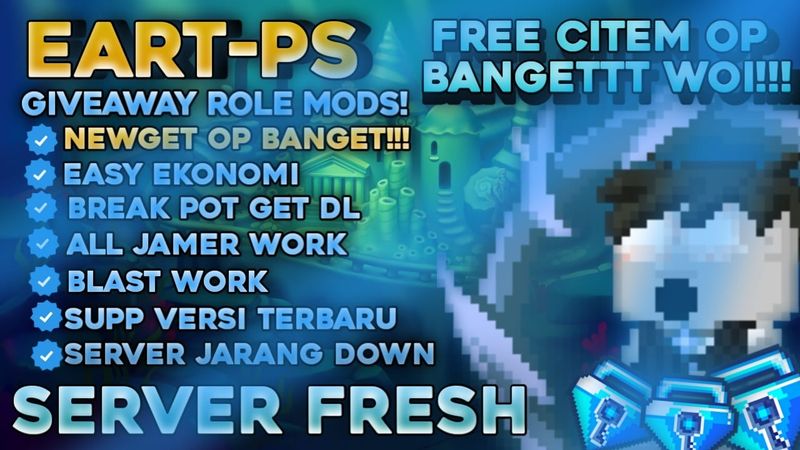 EART-PS
GIVEAWAY ROLE MODS!
NEWGET OP BANGET!!!
EASY EKONOMI
BREAK POT GET DL
ALL JAMER WORK
BLAST WORK
SUPP VERSI TERBARU
SERVER JARANG DOWN
SERVER FRESH
FREE CITEM OP
BANGETTT WOI!!!